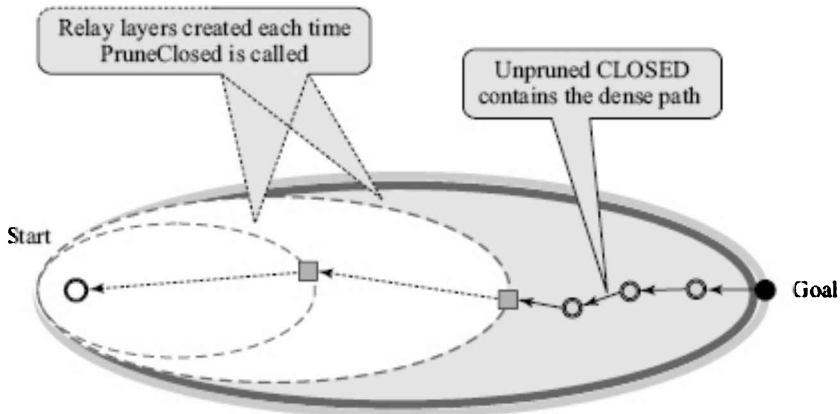 Relay layers created each time
PruneClosed is called
Unpruned CLOSED
contains the dense path
Start
Goal